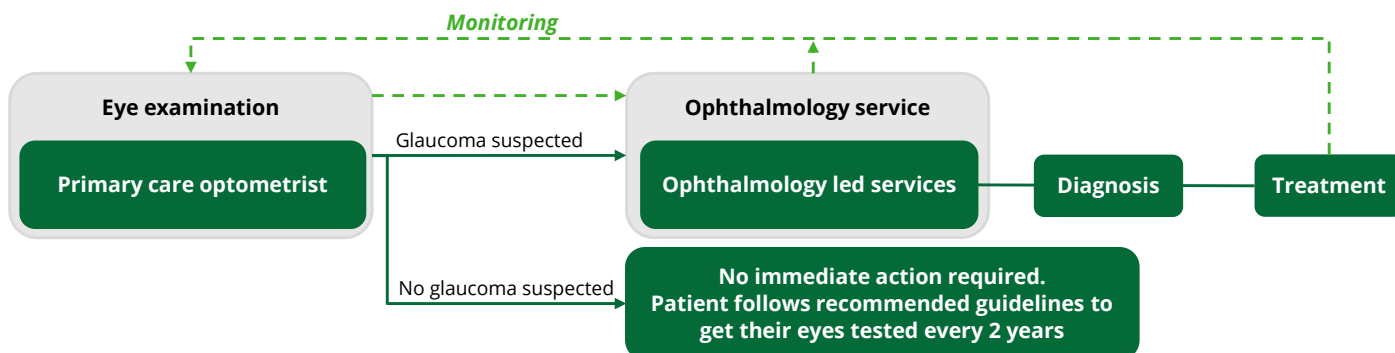 Monitoring
Eye examination
Primary care optometrist
Glaucoma suspected
No glaucoma suspected
Ophthalmology service
Ophthalmology led services
Diagnosis
Treatment
No immediate action required.
Patient follows recommended guidelines to
get their eyes tested every 2 years